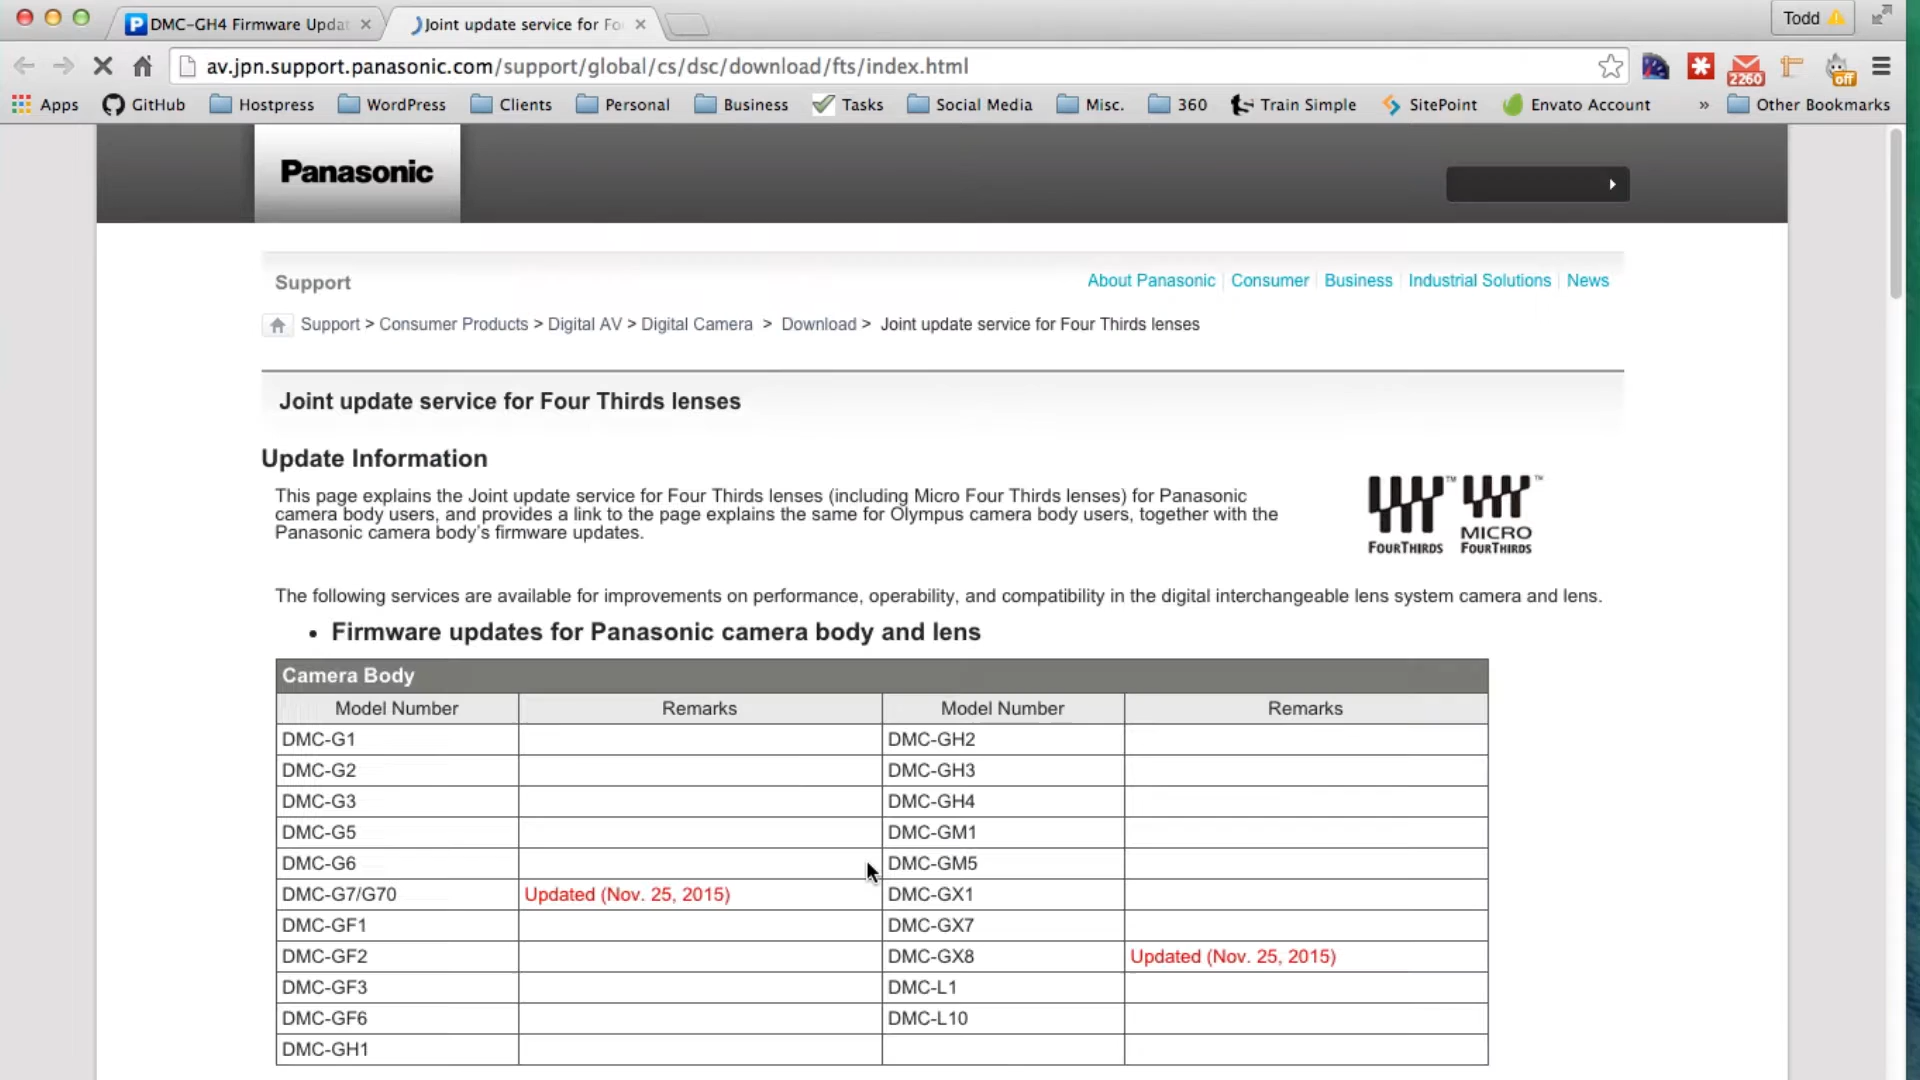 DMC-GH4 Firmware Updat
Joint update service for Fo
Todd
av.jpn.support.panasonic.com/support/global/cs/dsc/download/fts/index.html
2260
off
Apps GitHub Hostpress WordPress Clients Personal Business Tasks Social Media Misc. 360 Train Simple SitePoint Envato Account » Other Bookmarks
Panasonic
Support
About Panasonic Consumer Business Industrial Solutions News
Support > Consumer Products > Digital AV > Digital Camera > Download > Joint update service for Four Thirds lenses
Joint update service for Four Thirds lenses
Update Information
This page explains the Joint update service for Four Thirds lenses (including Micro Four Thirds lenses) for Panasonic
camera body users, and provides a link to the page explains the same for Olympus camera body users, together with the
Panasonic camera body's firmware updates.
TM TM
FOURTHIRDS
MICRO
FOURTHIRDS
The following services are available for improvements on performance, operability, and compatibility in the digital interchangeable lens system camera and lens.
• Firmware updates for Panasonic camera body and lens
Camera Body
Model Number Remarks Model Number Remarks
DMC-G1 DMC-GH2
DMC-G2 DMC-GH3
DMC-G3 DMC-GH4
DMC-G5 DMC-GM1
DMC-G6 DMC-GM5
DMC-G7/G70 Updated (Nov. 25, 2015) DMC-GX1
DMC-GF1 DMC-GX7
DMC-GF2 DMC-GX8 Updated (Nov. 25, 2015)
DMC-GF3 DMC-L1
DMC-GF6 DMC-L10
DMC-GH1